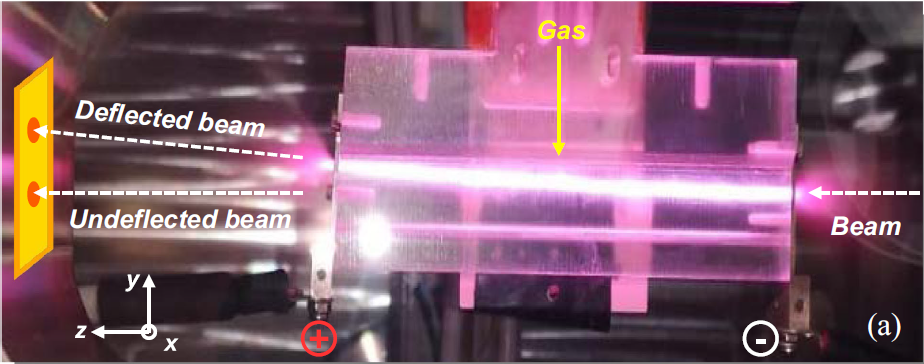 Gas
Deflected beam
Undeflected beam
Beam
y
z
x
+
-
(a)